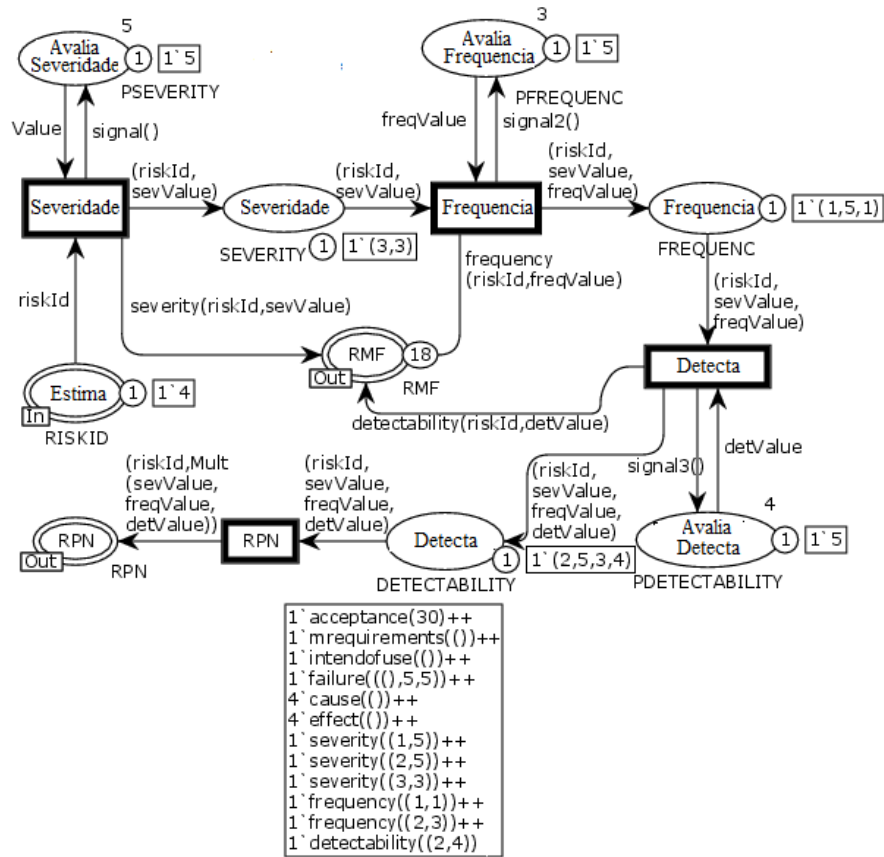 5
Avalia
Severidade
1
1`5
PSEVERITY
3
Avalia
Frequencia
1
1`5
PFREQUENC
Value
signal()
freqValue
signal2()
Severidade
(riskId,
sevValue)
Severidade
SEVERITY
1
1`(3,3)
(riskId,
sevValue)
Frequencia
(riskId,
sevValue,
freqValue)
Frequencia
1
1`(1,5,1)
FREQUENC
riskId
severity(riskId,sevValue)
frequency
(riskId,freqValue)
(riskId,
sevValue,
freqValue)
RMF
18
Out
RMF
Detecta
Estima
1
1`4
In
RISKID
detectability(riskId,detValue)
detValue
signal3()
(riskId,Mult
(sevValue,
freqValue,
detValue))
(riskId,
sevValue,
freqValue,
detValue)
(riskId,
sevValue,
freqValue,
detValue)
4
Avalia
Detecta
1
1`5
PDETECTABILITY
RPN
Out
RPN
RPN
Detecta
1
1`(2,5,3,4)
DETECTABILITY
1`acceptance(30)++
1`mrequirements(())++
1`intendofuse(())++
1`failure(((),5,5))++
4`cause(())++
4`effect(())++
1`severity((1,5))++
1`severity((2,5))++
1`severity((3,3))++
1`frequency((1,1))++
1`frequency((2,3))++
1`detectability((2,4))